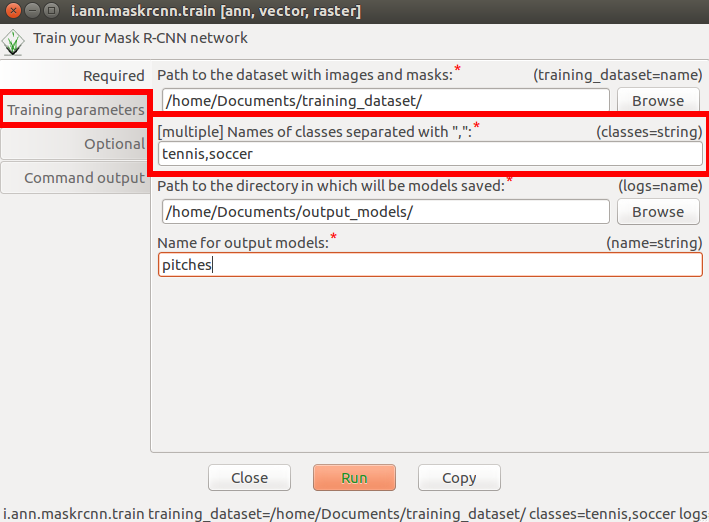 i.ann.maskrcnn.train [ann, vector, raster]
Train your Mask R-CNN network
Required
Training parameters
Optional
Command output
Path to the dataset with images and masks:* (training_dataset=name)
/home/Documents/training_dataset/ Browse
[multiple] Names of classes separated with ",":* (classes=string)
tennis,soccer
Path to the directory in which will be models saved:* (logs=name)
/home/Documents/output_models/ Browse
Name for output models:* (name=string)
pitches
Close Run Copy
i.ann.maskrcnn.train training_dataset=/home/Documents/training_dataset/ classes=tennis,soccer logs